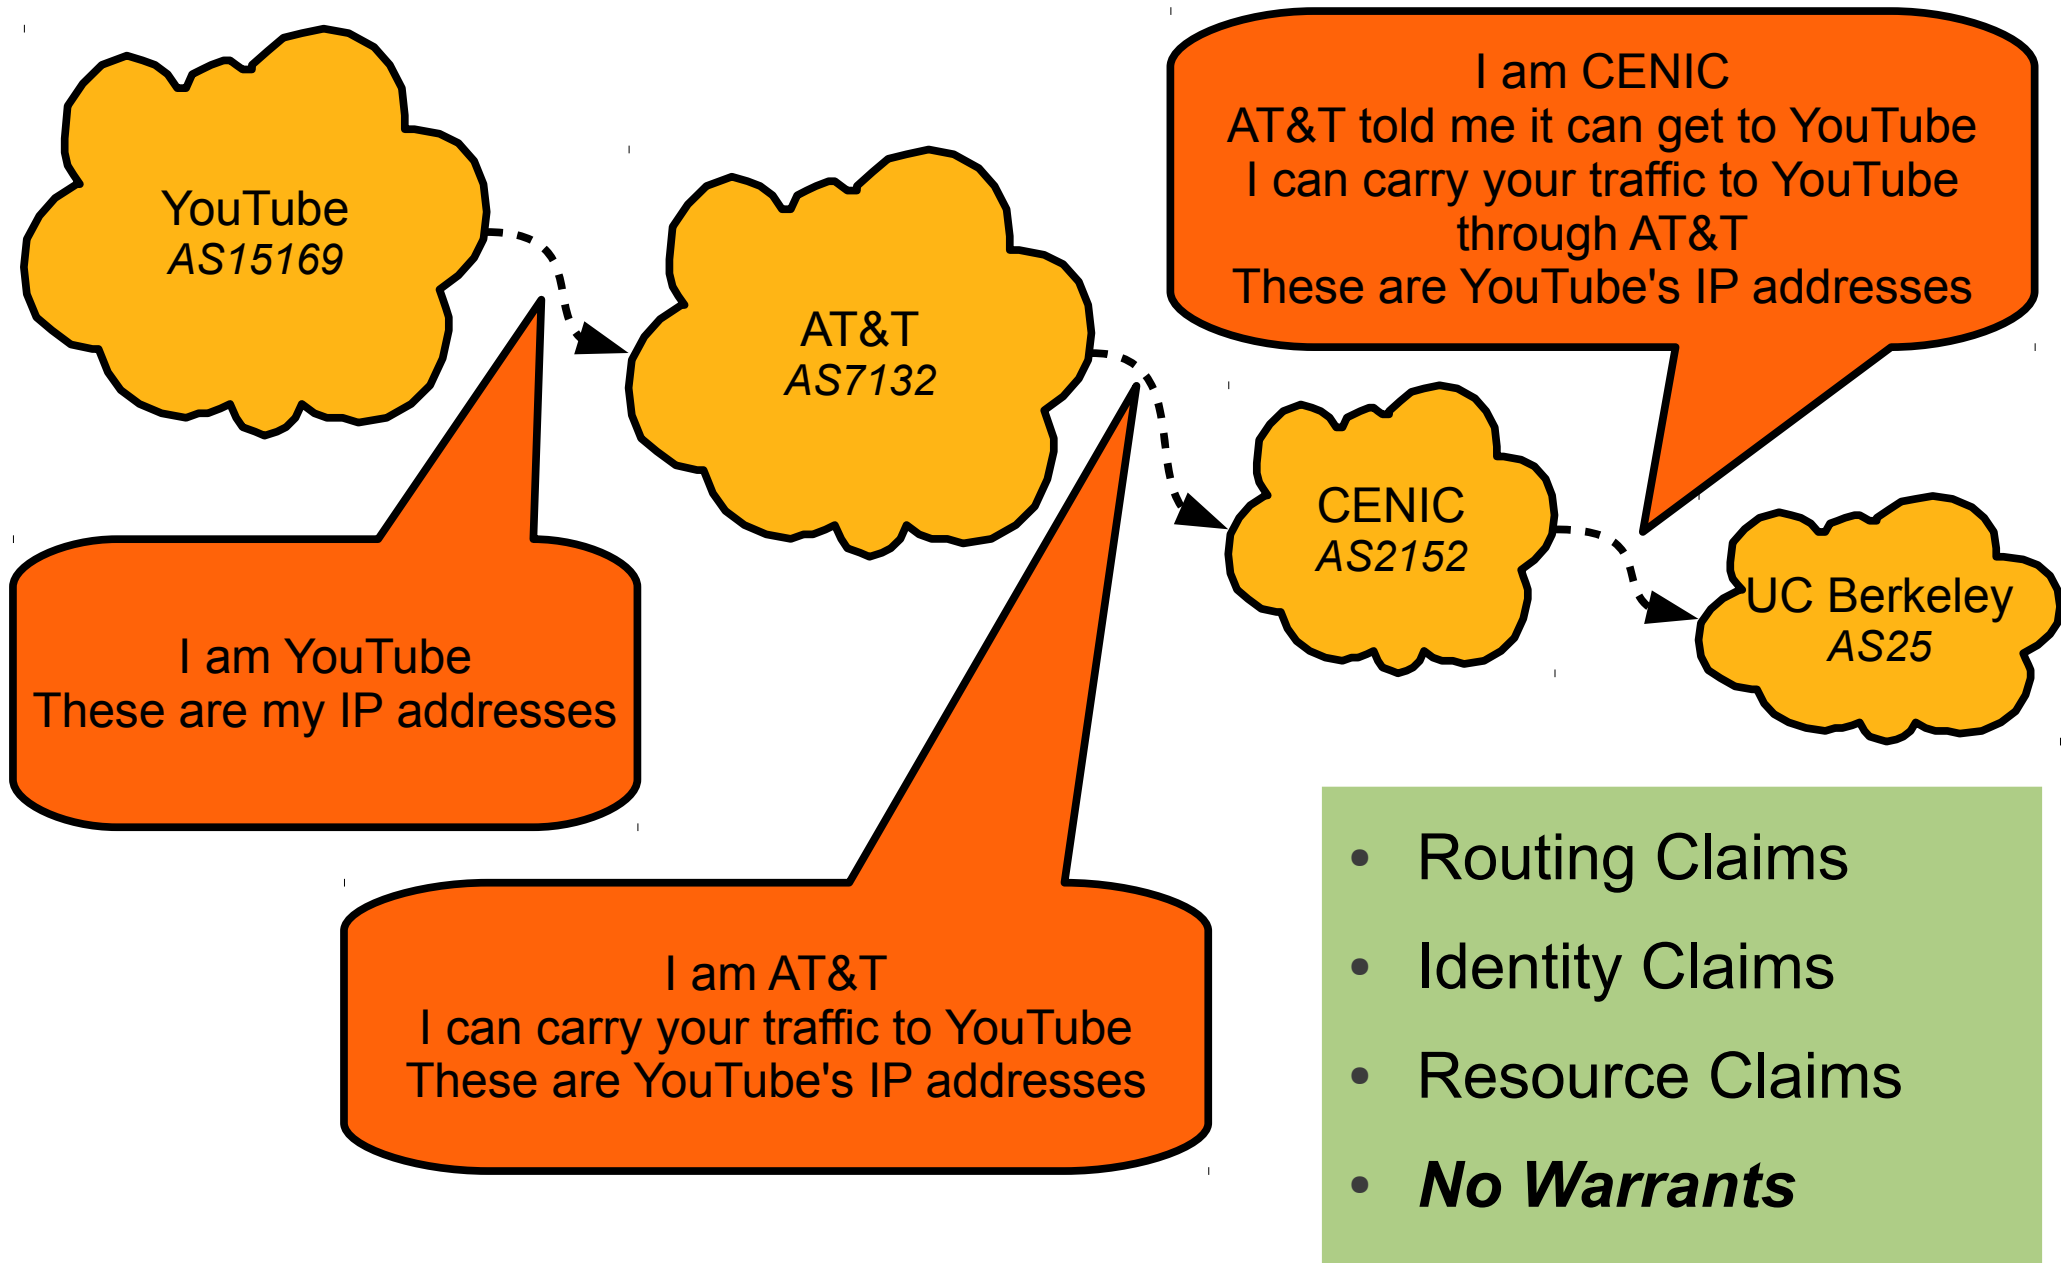 I am CENIC
AT&T told me it can get to YouTube
I can carry your traffic to YouTube
through AT&T
These are YouTube's IP addresses
YouTube
AS15169
AT&T
AS7132
CENIC
AS2152
UC Berkeley
AS25
I am YouTube
These are my IP addresses
I am AT&T
I can carry your traffic to YouTube
These are YouTube's IP addresses
• Routing Claims
• Identity Claims
• Resource Claims
• No Warrants